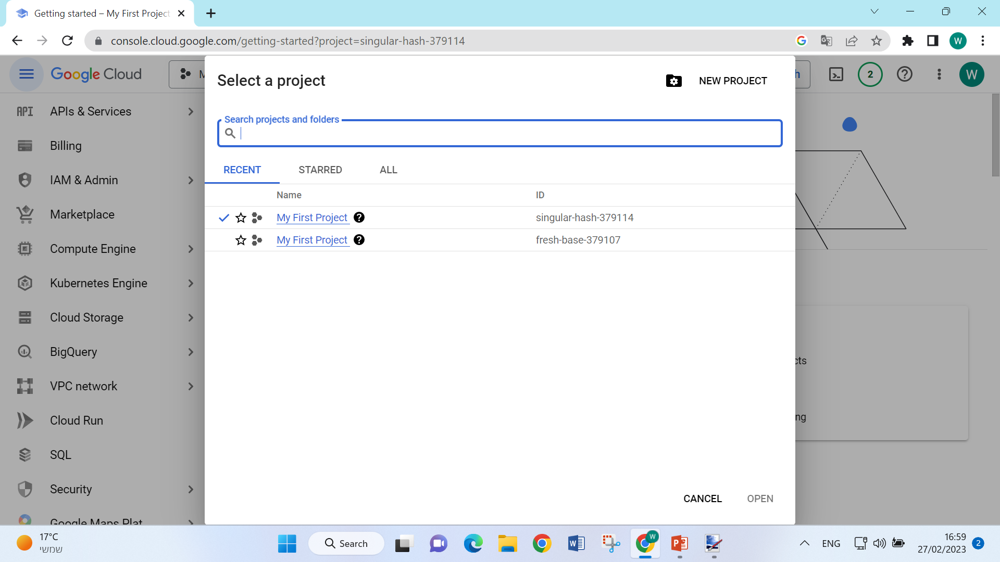 Getting started – My First Project
console.cloud.google.com/getting-started?project=singular-hash-379114
W
Google Cloud
2
W
Select a project
NEW PROJECT
Search projects and folders
RECENT
STARRED
ALL
Name
ID
My First Project
singular-hash-379114
My First Project
fresh-base-379107
CANCEL
OPEN
API
APIs & Services
Billing
IAM & Admin
Marketplace
Compute Engine
Kubernetes Engine
Cloud Storage
BigQuery
VPC network
Cloud Run
SQL
Security
Google Maps Plat
17°C
שמשי
Search
W
ENG
16:59
27/02/2023
2